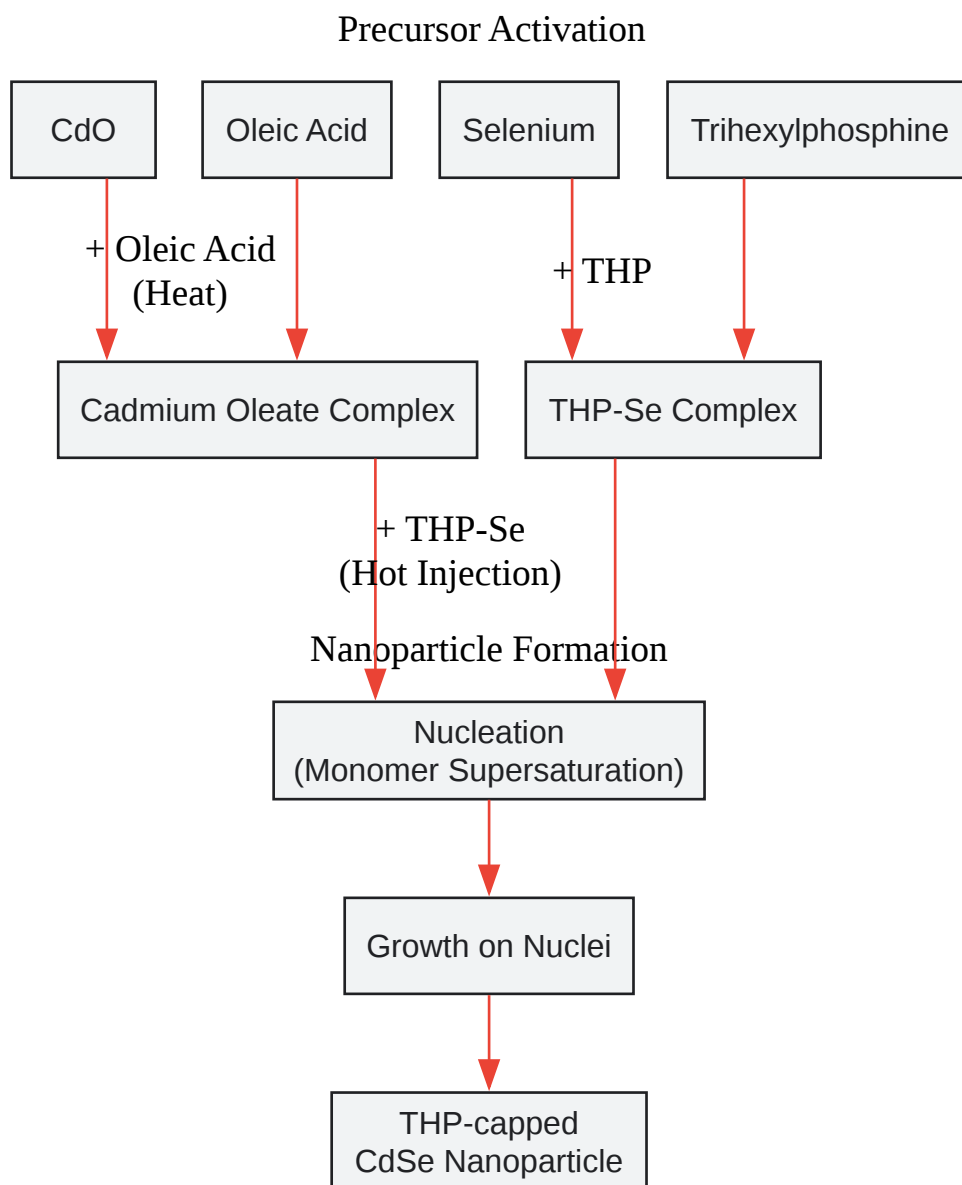 Precursor Activation
CdO
Oleic Acid
Selenium
Trihexylphosphine
+ Oleic Acid
(Heat)
+ THP
Cadmium Oleate Complex
THP-Se Complex
+ THP-Se
(Hot Injection)
Nanoparticle Formation
Nucleation
(Monomer Supersaturation)
Growth on Nuclei
THP-capped
CdSe Nanoparticle